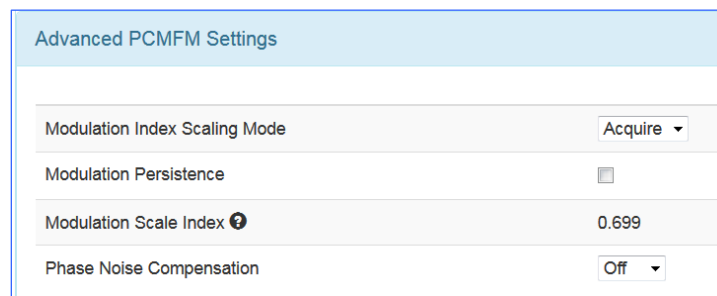 Advanced PCMFM Settings
Modulation Index Scaling Mode Acquire
Modulation Persistence
Modulation Scale Index ? 0.699
Phase Noise Compensation Off